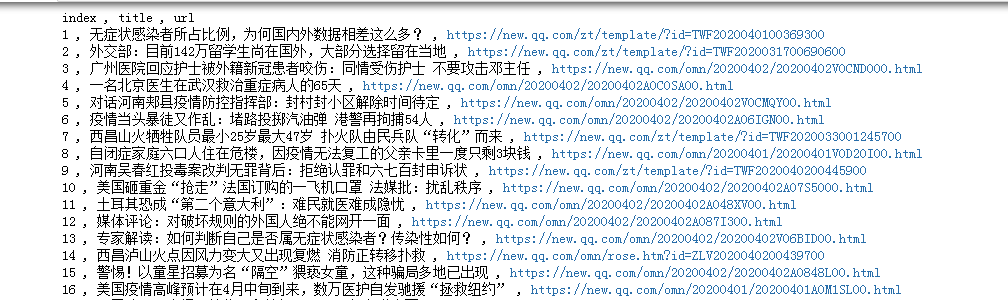 index , title , url
1 , 无症状感染者所占比例，为何国内外数据相差这么多？ , https://new.qq.com/zt/template/?id=TWF2020040100369300
2 , 外交部：目前142万留学生尚在国外，大部分选择留在当地 , https://new.qq.com/zt/template/?id=TWF2020031700690600
3 , 广州医院回应护士被外籍新冠患者咬伤：同情受伤护士 不要攻击邓主任 , https://new.qq.com/omn/20200402/20200402V0CND000.html
4 , 一名北京医生在武汉救治重症病人的65天 , https://new.qq.com/omn/20200402/20200402A0C0SA00.html
5 , 对话河南郏县疫情防控指挥部：封村封小区解除时间待定 , https://new.qq.com/omn/20200402/20200402V0CMQY00.html
6 , 疫情当头暴徒又作乱：堵路投掷汽油弹 港警再拘捕54人 , https://new.qq.com/omn/20200402/20200402A06IGN00.html
7 , 西昌山火牺牲队员最小25岁最大47岁 扑火队由民兵队“转化”而来 , https://new.qq.com/zt/template/?id=TWF2020033001245700
8 , 自闭症家庭六口人住在危楼，因疫情无法复工的父亲卡里一度只剩3块钱 , https://new.qq.com/omn/20200401/20200401V0D20I00.html
9 , 河南吴春红投毒案改判无罪背后：拒绝认罪和六七百封申诉状 , https://new.qq.com/zt/template/?id=TWF2020040200445900
10 , 美国砸重金“抢走”法国订购的一飞机口罩 法媒批：扰乱秩序 , https://new.qq.com/omn/20200402/20200402A07S5000.html
11 , 土耳其恐成“第二个意大利”：难民就医难成隐忧 , https://new.qq.com/omn/20200402/20200402A048XV00.html
12 , 媒体评论：对破坏规则的外国人绝不能网开一面 , https://new.qq.com/omn/20200402/20200402A087I300.html
13 , 专家解读：如何判断自己是否属无症状感染者？传染性如何？ , https://new.qq.com/omn/20200402/20200402V06BID00.html
14 , 西昌泸山火点因风力变大又出现复燃 消防正转移扑救 , https://new.qq.com/omn/rose.htm?id=ZLV2020040200439700
15 , 警惕！以童星招募为名“隔空”猥亵女童，这种骗局多地已出现 , https://new.qq.com/omn/20200402/20200402A0848L00.html
16 , 美国疫情高峰预计在4月中旬到来，数万医护自发驰援“拯救纽约” , https://new.qq.com/omn/20200401/20200401A0M1SL00.html